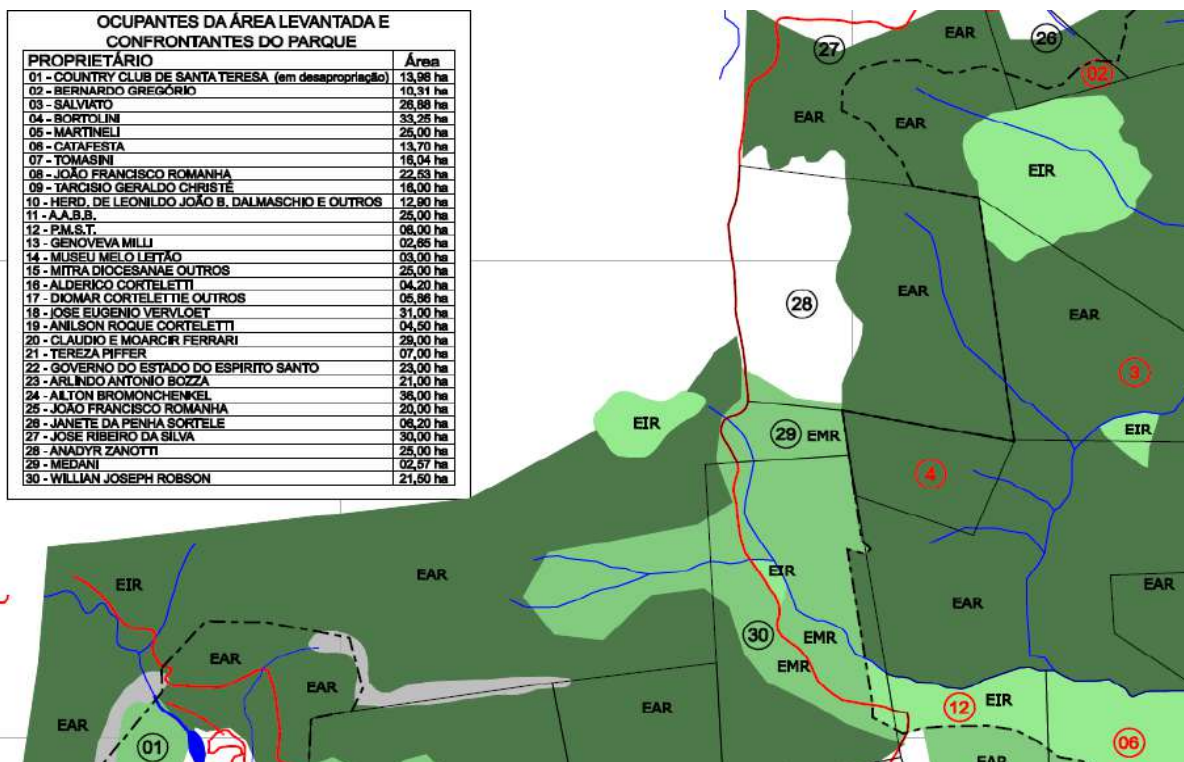 OCUPANTES DA ÁREA LEVANTADA E
CONFRONTANTES DO PARQUE
PROPRIETÁRIO Área
01 - COUNTRY CLUB DE SANTA TERESA (em desapropriação) 13,98 ha
02 - BERNARDO GREGÓRIO 10,31 ha
03 - SALVIATO 26,88 ha
04 - BORTOLINI 33,25 ha
05 - MARTINELI 25,00 ha
06 - CATAFESTA 13,70 ha
07 - TOMASINI 16,04 ha
08 - JOÃO FRANCISCO ROMANHA 22,53 ha
09 - TARCISIO GERALDO CHRISTÉ 16,00 ha
10 - HERD. DE LEONILDO JOÃO B. DALMASCHIO E OUTROS 12,90 ha
11 - A.A.B.B. 25,00 ha
12 - P.M.S.T. 08,00 ha
13 - GENOVEVA MILLI 02,65 ha
14 - MUSEU MELO LEITÃO 03,00 ha
15 - MITRA DIOCESANAE OUTROS 25,00 ha
16 - ALDERICO CORTELETTI 04,20 ha
17 - DIOMAR CORTELETTIE OUTROS 05,86 ha
18 - JOSE EUGENIO VERVLOET 31,00 ha
19 - ANILSON ROQUE CORTELETTI 04,50 ha
20 - CLAUDIO E MOARCIR FERRARI 29,00 ha
21 - TEREZA PIFFER 07,00 ha
22 - GOVERNO DO ESTADO DO ESPIRITO SANTO 23,00 ha
23 - ARLINDO ANTONIO BOZZA 21,00 ha
24 - AILTON BROMONCHENKEL 36,00 ha
25 - JOÃO FRANCISCO ROMANHA 20,00 ha
26 - JANETE DA PENHA SORTELE 06,20 ha
27 - JOSE RIBEIRO DA SILVA 30,00 ha
28 - ANADYR ZANOTTI 25,00 ha
29 - MEDANI 02,57 ha
30 - WILLIAN JOSEPH ROBSON 21,50 ha
27 EAR 26
02
EAR EAR
EIR
28 EAR
EAR
3
EIR 29 EMR EIR
4
EIR EAR EIR EAR
EAR
30 EMR
EAR EMR
EAR EAR 12 EIR
EAR 01 06
EAR